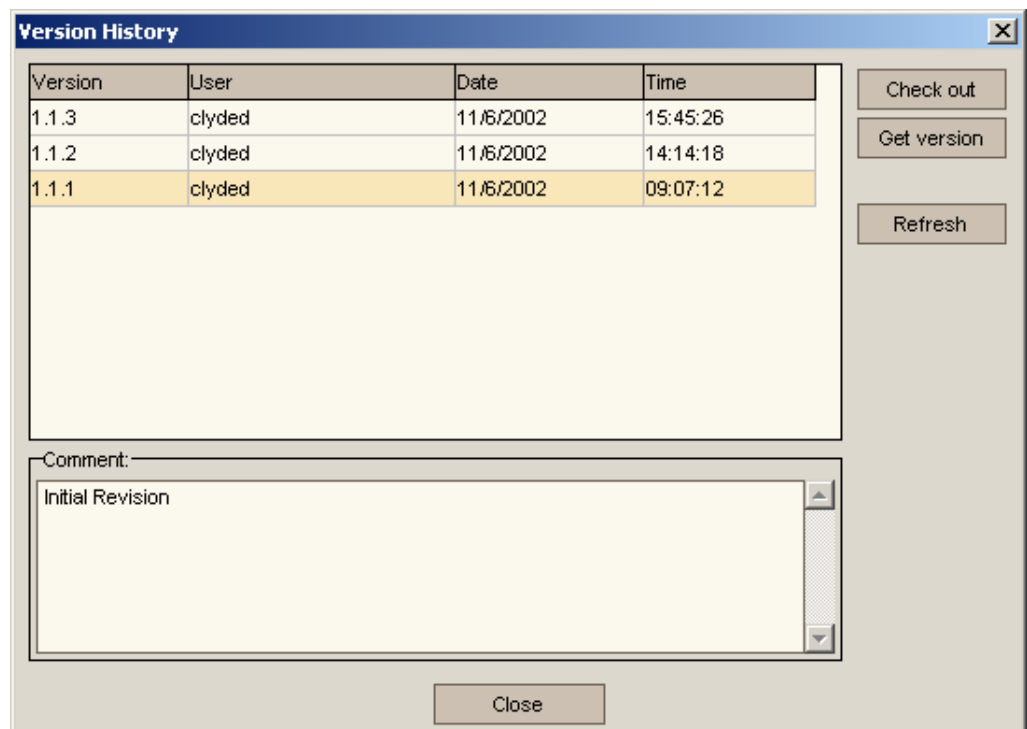 Version History
Version User Date Time
1.1.3 clyded 11/6/2002 15:45:26
1.1.2 clyded 11/6/2002 14:14:18
1.1.1 clyded 11/6/2002 09:07:12
Check out
Get version
Refresh
Comment:
Initial Revision
Close